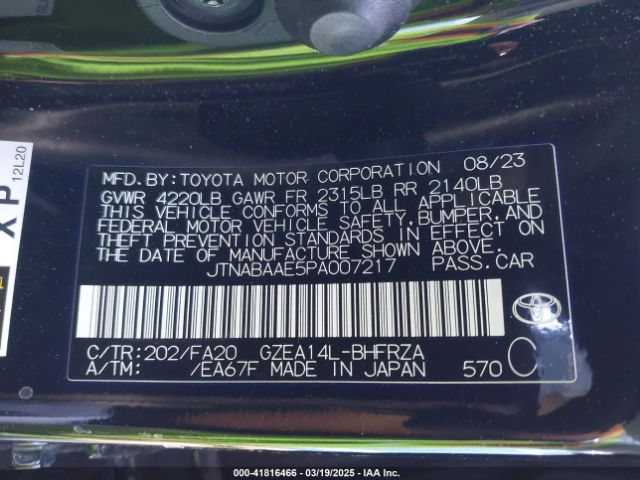 MFD.BY:TOYOTA MOTOR CORPORATION 08/23
GVWR 4220LB GAWR FR 2315LB RR 2140LB
THIS VEHICLE CONFORMS TO ALL APPLICABLE
FEDERAL MOTOR VEHICLE SAFETY,BUMPER, AND
THEFT PREVENTION STANDARDS IN EFFECT ON
THE DATE OF MANUFACTURE SHOWN ABOVE.
JTNABAAE5PA007217 PASS.CAR
C/TR:202/FA20 GZEA14L-BHFRZA
A/TM: /EA67F MADE IN JAPAN 570 C
XP
12L20
000-41816466 — 03/19/2025 — IAA Inc.